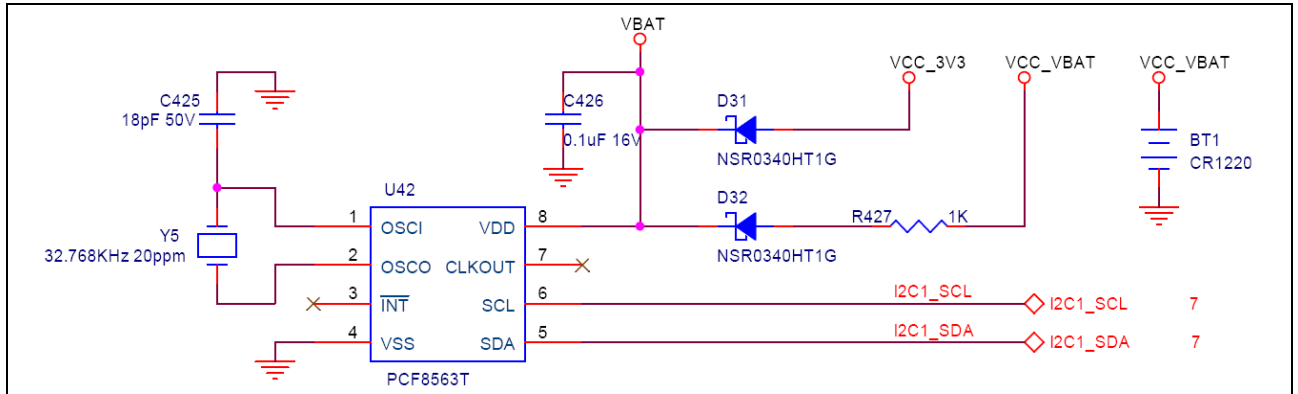 VBAT
VCC_3V3
VCC_VBAT
VCC_VBAT
C425
18pF 50V
C426
0.1uF 16V
D31
NSR0340HT1G
BT1
CR1220
U42
D32
NSR0340HT1G
R427
1K
Y5
32.768KHz 20ppm
1
OSCI
VDD
8
2
OSCO
CLKOUT
7
3
INT
SCL
6
I2C1_SCL
I2C1_SCL
7
4
VSS
SDA
5
I2C1_SDA
I2C1_SDA
7
PCF8563T